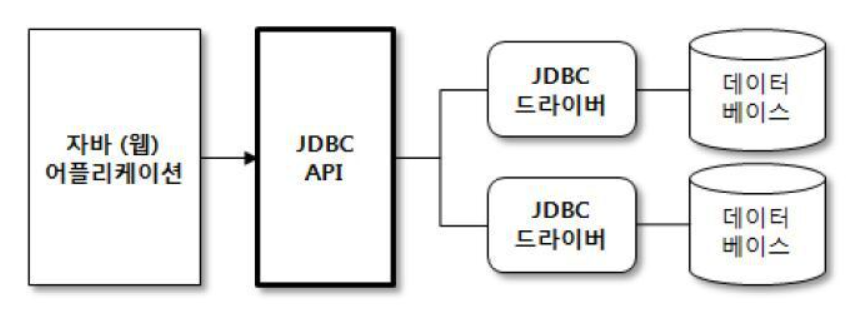 자바 (웹)
어플리케이션
JDBC
API
JDBC
드라이버
데이터
베이스
JDBC
드라이버
데이터
베이스